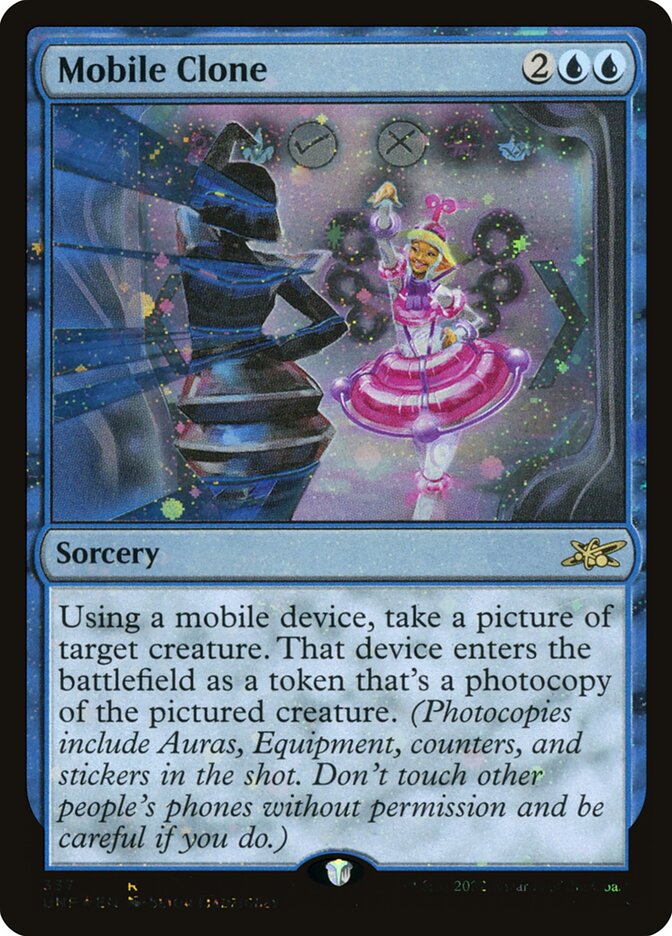 Mobile Clone 2
Sorcery
Using a mobile device, take a picture of
target creature. That device enters the
battlefield as a token that's a photocopy
of the pictured creature. (Photocopies
include Auras, Equipment, counters, and
stickers in the shot. Don't touch other
people's phones without permission and be
careful if you do.)
337 R